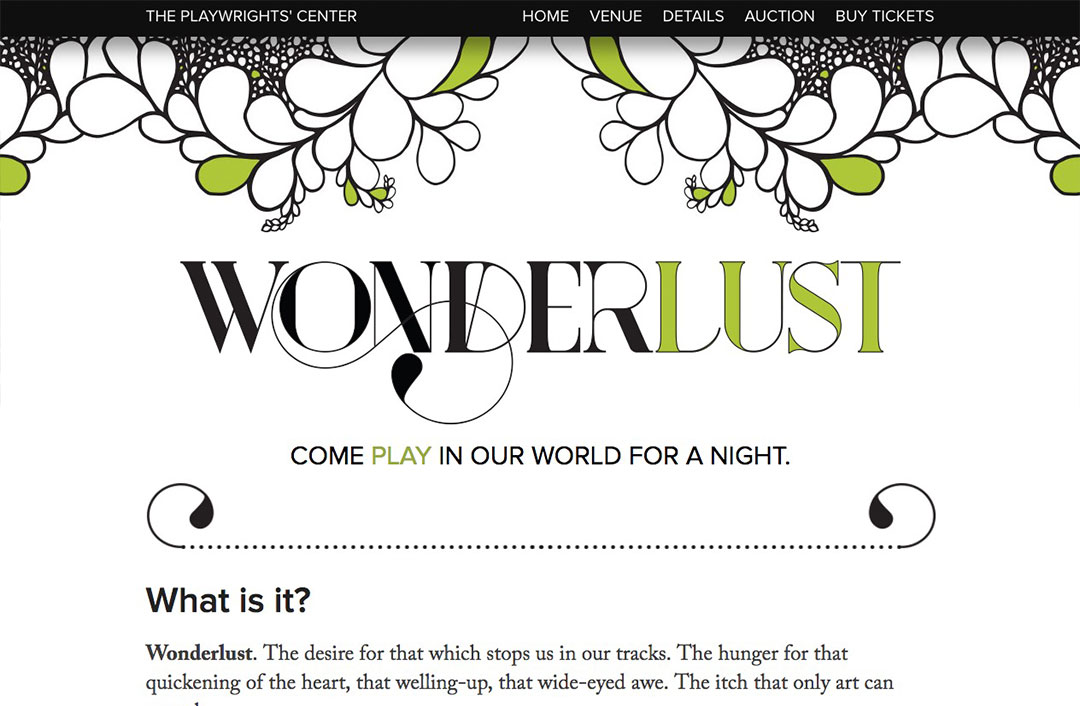 THE PLAYWRIGHTS' CENTER HOME VENUE DETAILS AUCTION BUY TICKETS
WONDERLUST
COME PLAY IN OUR WORLD FOR A NIGHT.
What is it?
Wonderlust. The desire for that which stops us in our tracks. The hunger for that
quickening of the heart, that welling-up, that wide-eyed awe. The itch that only art can